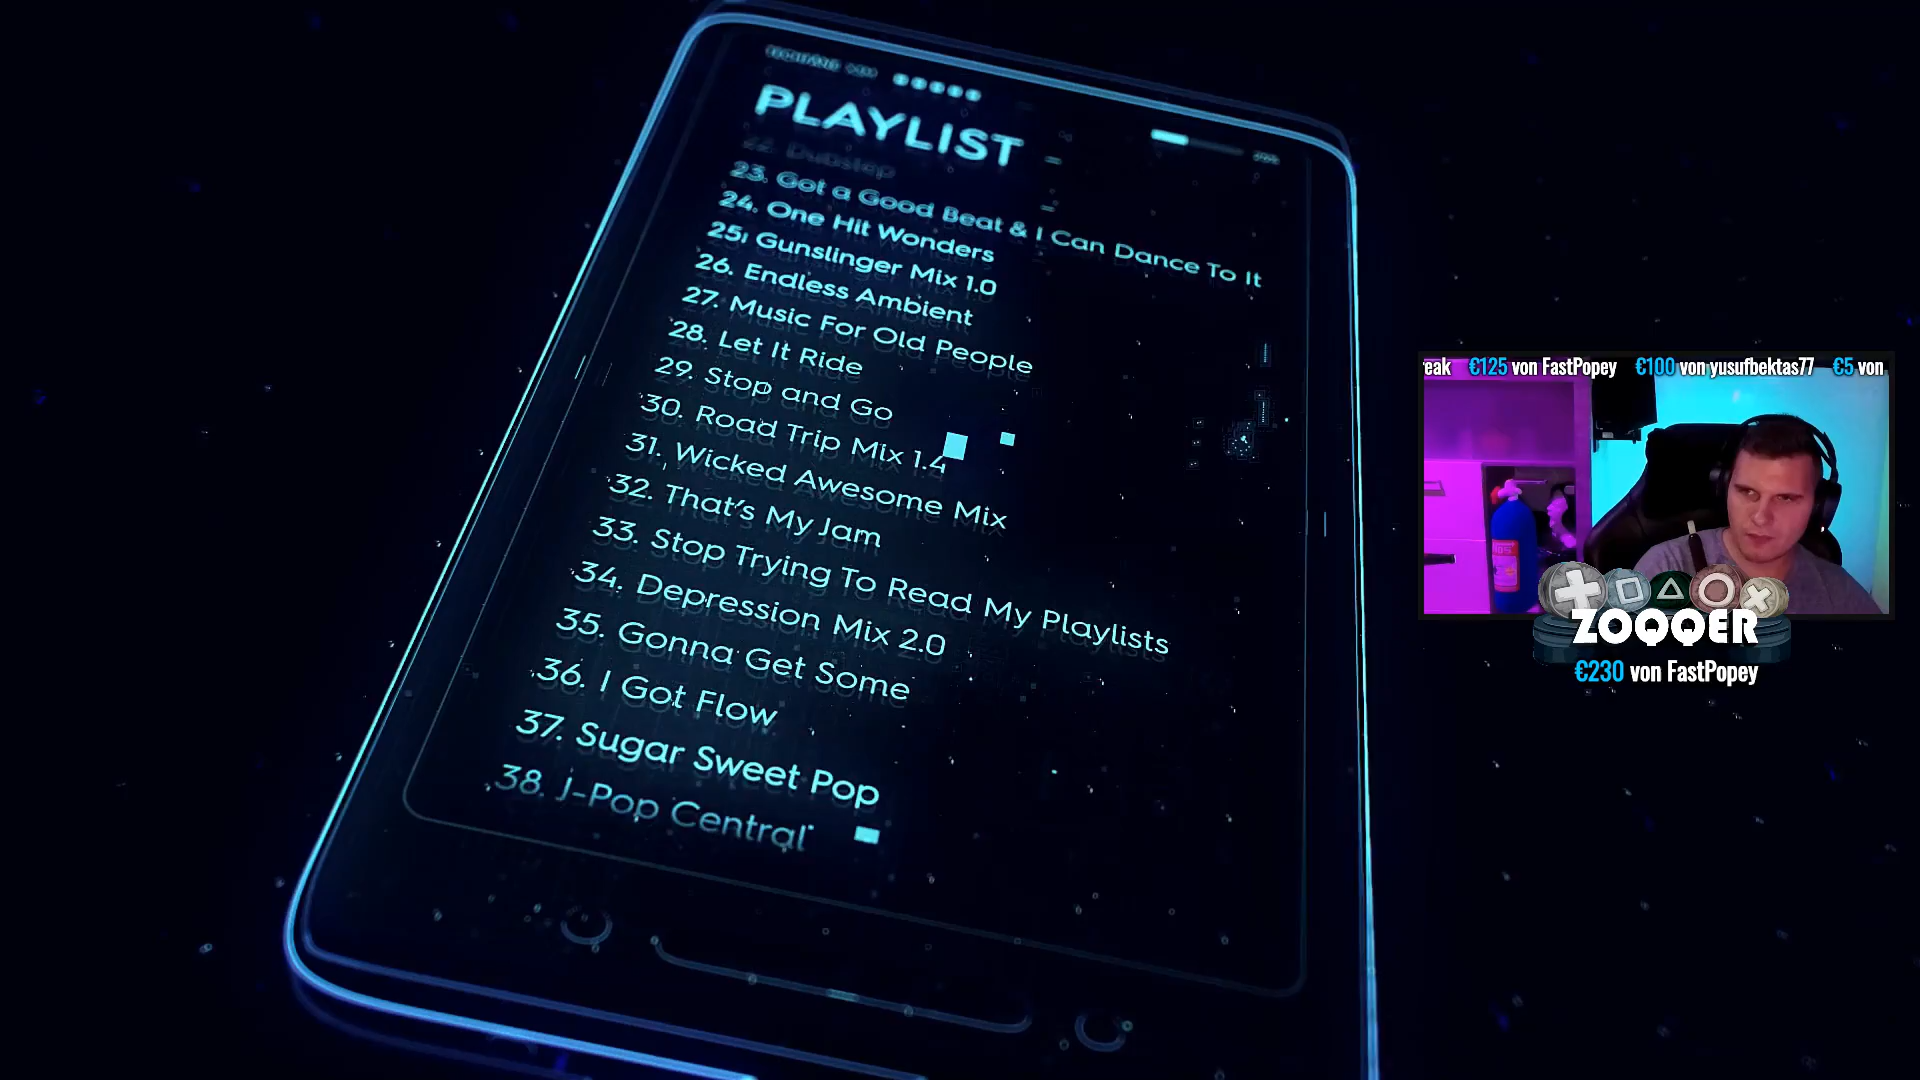 PLAYLIST
22. Dubstep
23. Got a Good Beat & I Can Dance To It
24. One Hit Wonders
25. Gunslinger Mix 1.0
26. Endless Ambient
27. Music For Old People
28. Let It Ride
29. Stop and Go
30. Road Trip Mix 1.4
31. Wicked Awesome Mix
32. That's My Jam
33. Stop Trying To Read My Playlists
34. Depression Mix 2.0
35. Gonna Get Some
36. I Got Flow
37. Sugar Sweet Pop
38. J-Pop Central
eak €125 von FastPopey €100 von yusufbektas77 €5 von
NOS
ZOQQER
€230 von FastPopey